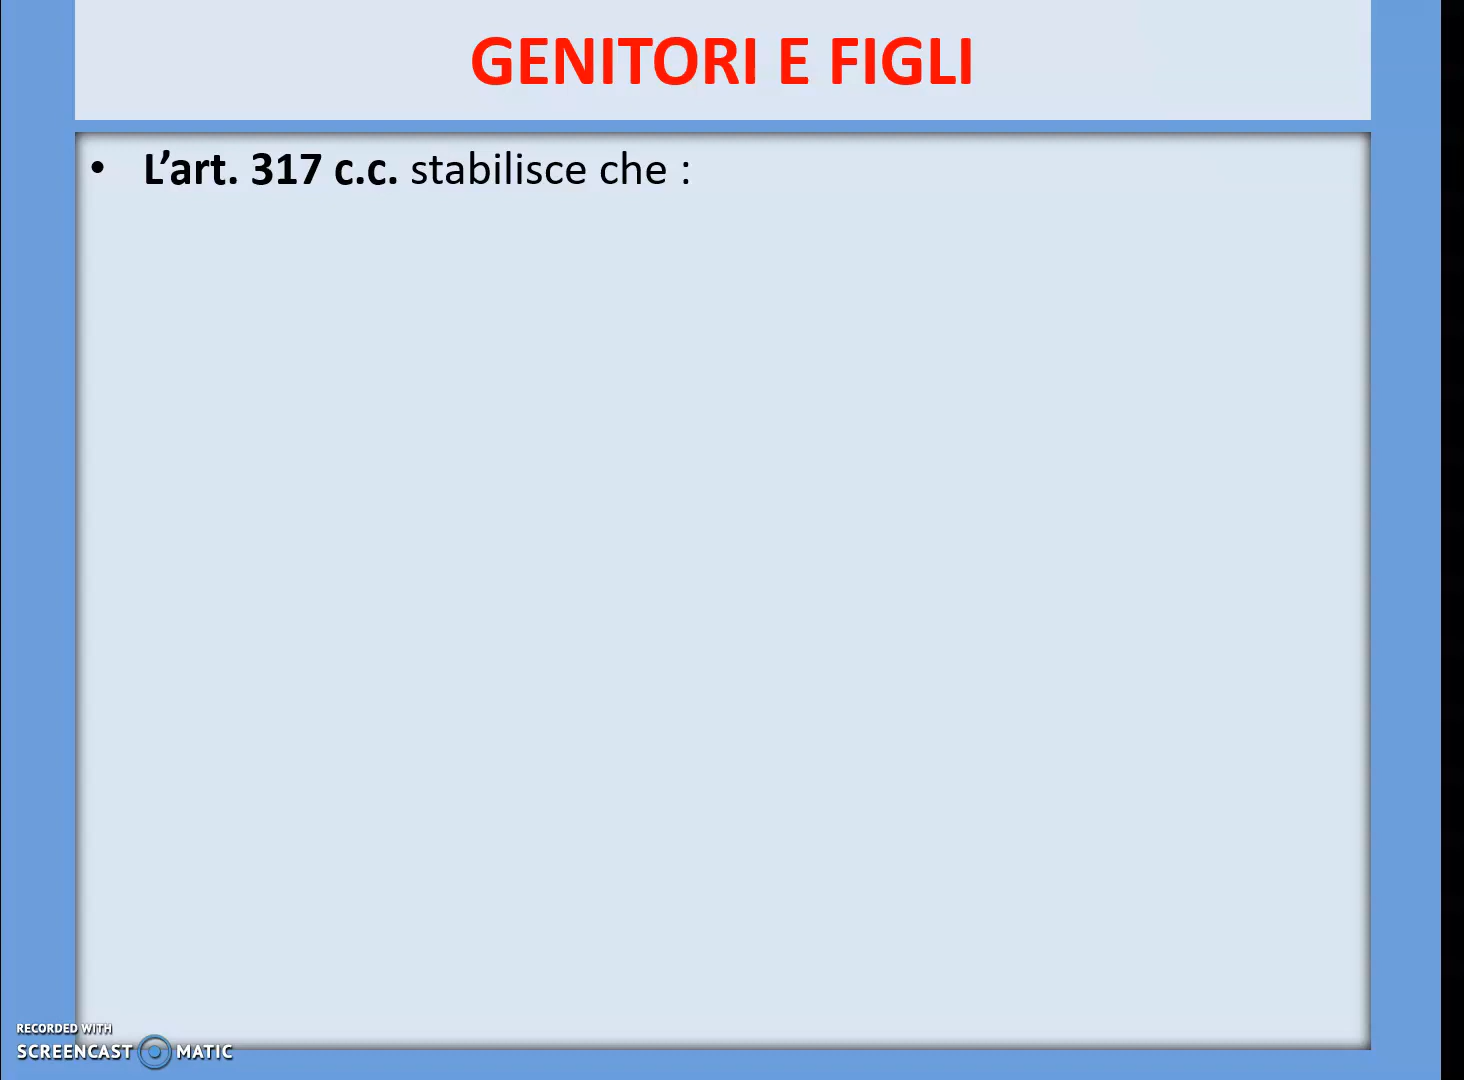 GENITORI E FIGLI
• L’art. 317 c.c. stabilisce che :
RECORDED WITH
SCREENCAST MATIC